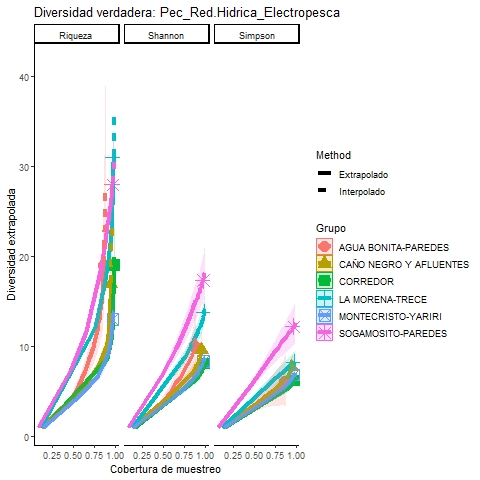 Diversidad verdadera: Pec_Red.Hidrica_Electropesca
Riqueza Shannon Simpson
40
30
20
10
0
Diversidad extrapolada
0.25 0.50 0.75 1.00 0.25 0.50 0.75 1.00 0.25 0.50 0.75 1.00
Cobertura de muestreo
Method
Extrapolado
Interpolado
Grupo
AGUA BONITA-PAREDES
CAÑO NEGRO Y AFLUENTES
CORREDOR
LA MORENA-TRECE
MONTECRISTO-YARIRI
SOGAMOSITO-PAREDES